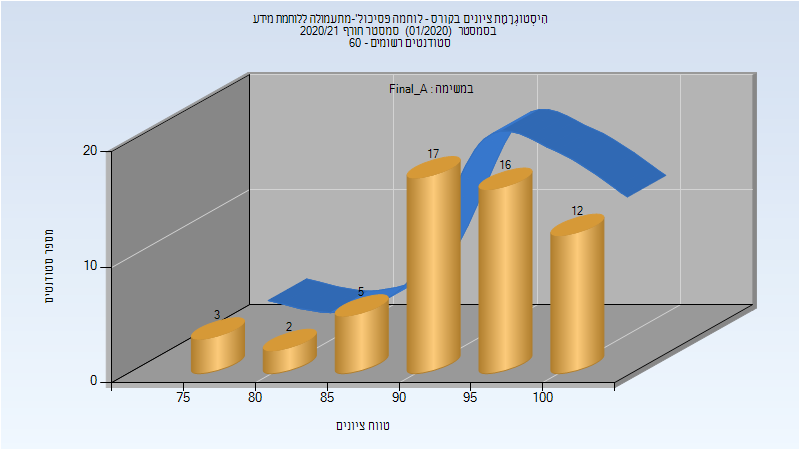 הִיסטוֹגְרָמַת ציונים בקורס - לוחמה פסיכול'-מתעמולה ללוחמת מידע
בסמסטר (01/2020) סמסטר חורף 2020/21
סטודנטים רשומים - 60
במשימה : Final_A
20
10
0
מספר סטודנטים
3
2
5
17
16
12
75
80
85
90
95
100
טווח ציונים